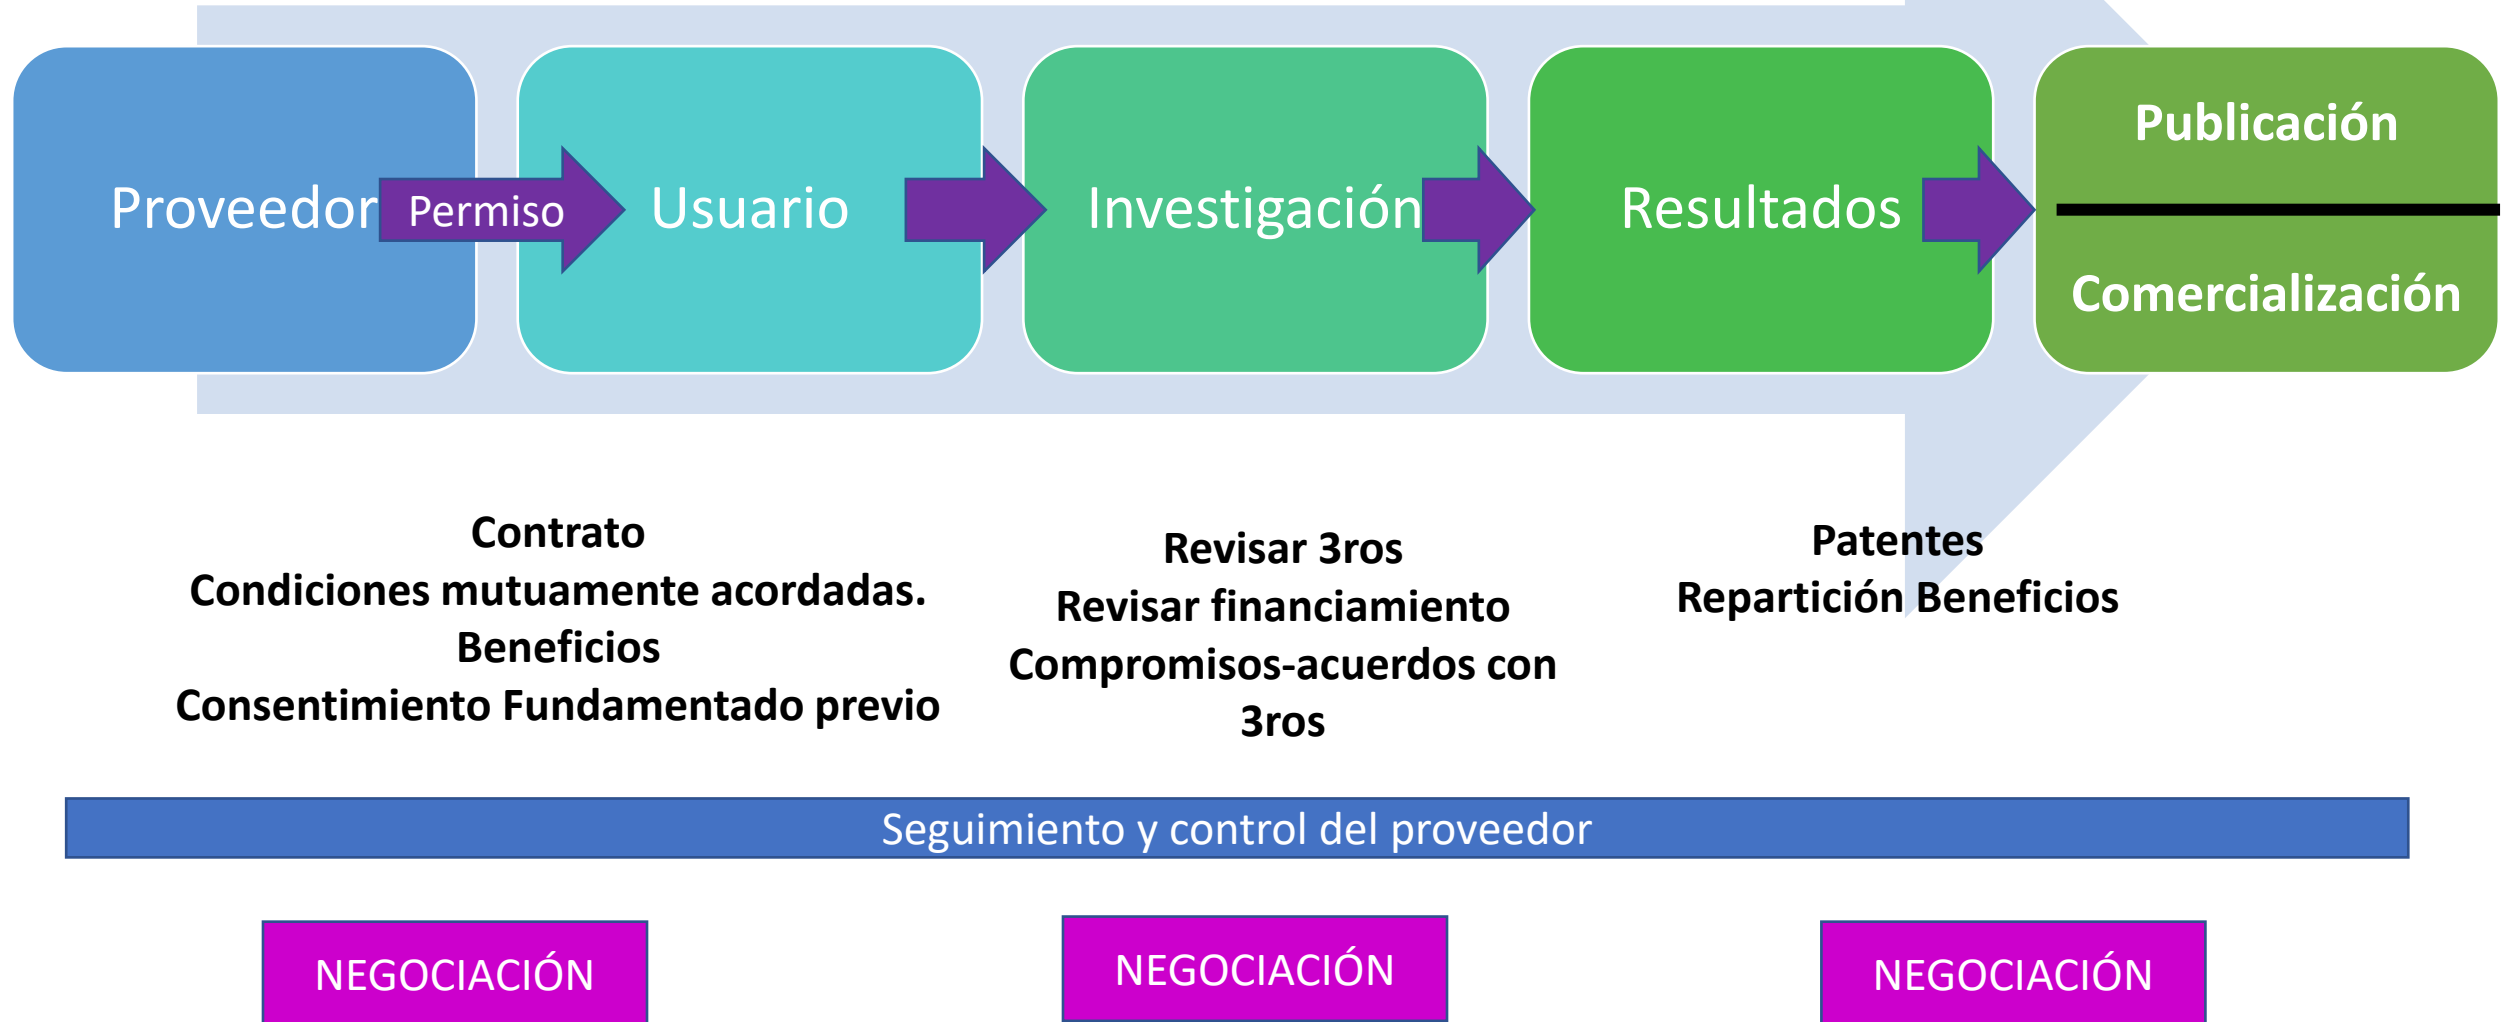 Proveedor
Permiso
Usuario
Investigación
Resultados
Publicación
Comercialización
Contrato
Condiciones mutuamente acordadas.
Beneficios
Consentimiento Fundamentado previo
Revisar 3ros
Revisar financiamiento
Compromisos-acuerdos con
3ros
Patentes
Repartición Beneficios
Seguimiento y control del proveedor
NEGOCIACIÓN
NEGOCIACIÓN
NEGOCIACIÓN